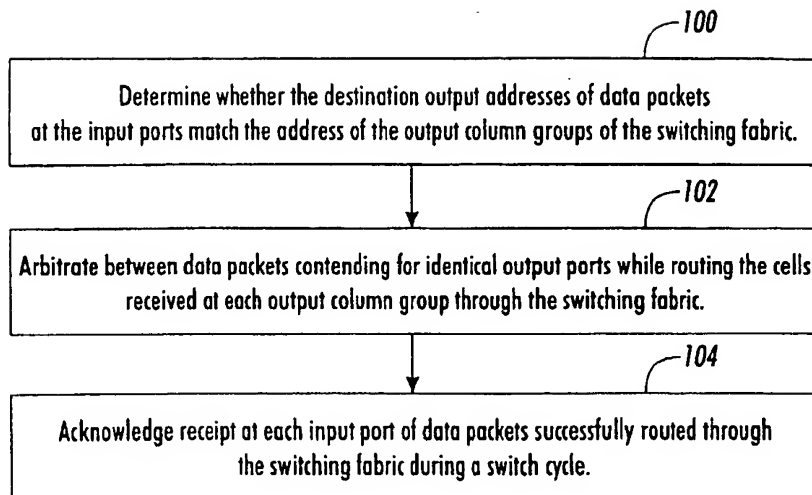 100
Determine whether the destination output addresses of data packets
at the input ports match the address of the output column groups of the switching fabric.
102
Arbitrate between data packets contending for identical output ports while routing the cells
received at each output column group through the switching fabric.
104
Acknowledge receipt at each input port of data packets successfully routed through
the switching fabric during a switch cycle.